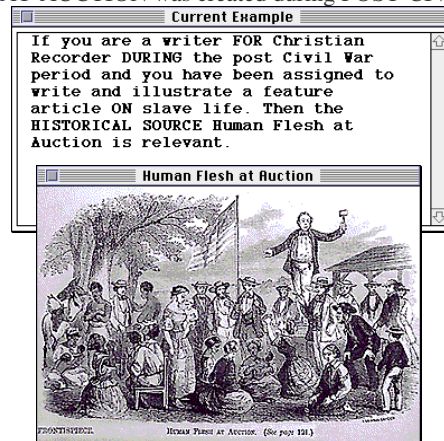 Current Example
If you are a writer FOR Christian
Recorder DURING the post Civil War
period and you have been assigned to
write and illustrate a feature
article ON slave life. Then the
HISTORICAL SOURCE Human Flesh at
Auction is relevant.
Human Flesh at Auction
FRONTISPIECE. HUMAN FLESH AT AUCTION. (See page 121.)